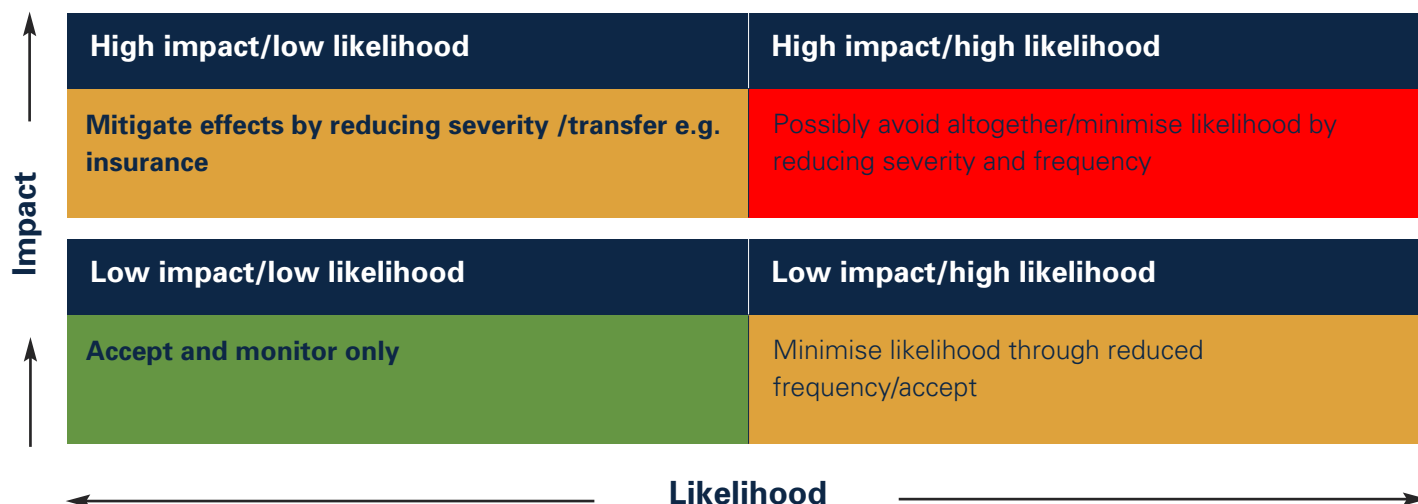 High impact/low likelihood
High impact/high likelihood
Mitigate effects by reducing severity /transfer e.g.
insurance
Possibly avoid altogether/minimise likelihood by
reducing severity and frequency
Impact
Low impact/low likelihood
Low impact/high likelihood
Accept and monitor only
Minimise likelihood through reduced
frequency/accept
Likelihood